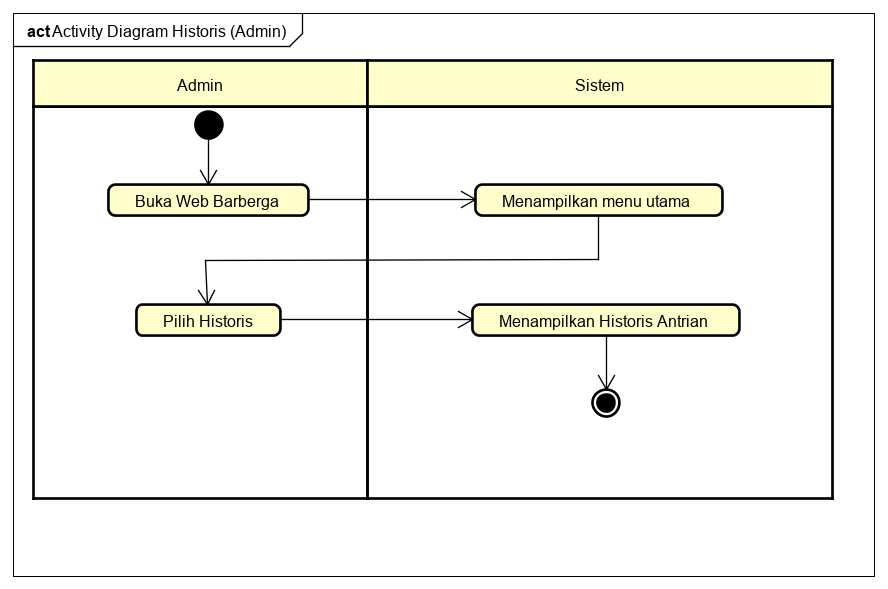 act Activity Diagram Historis (Admin)
Admin
Sistem
Buka Web Barberga
Menampilkan menu utama
Pilih Historis
Menampilkan Historis Antrian